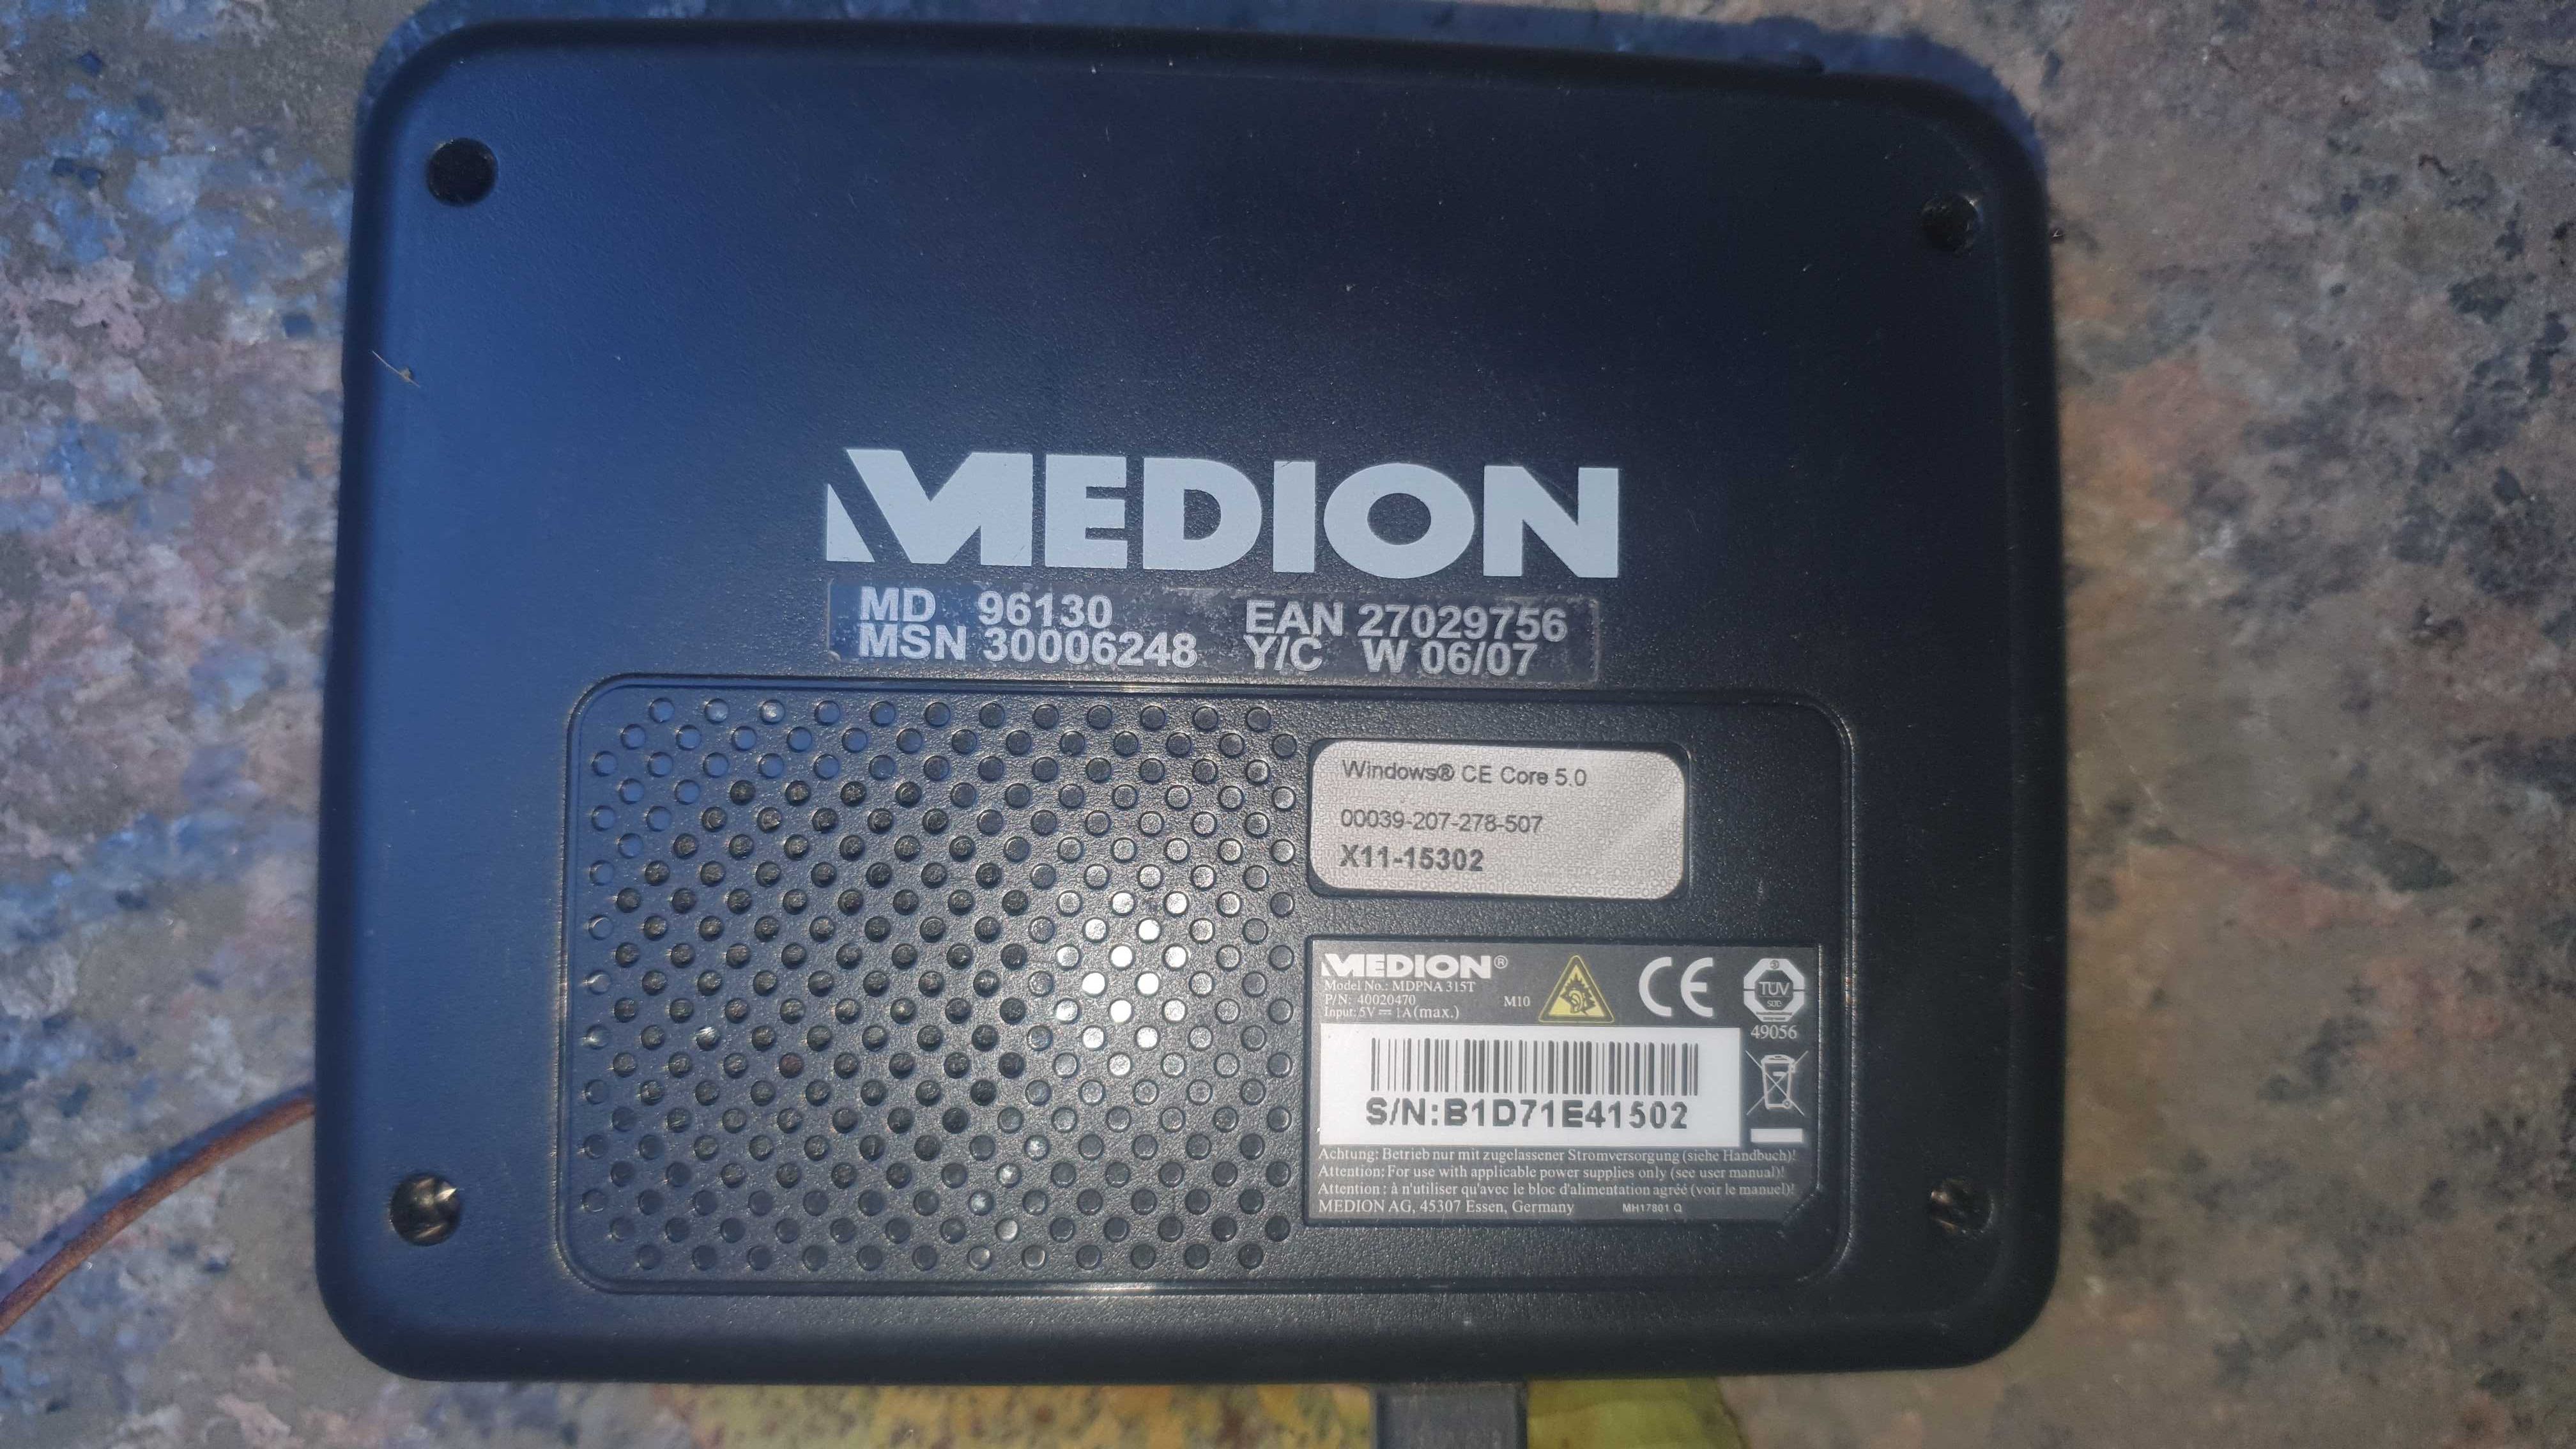 MEDION
MD 96130 EAN 27029756
MSN 30006248 Y/C W 06/07
Windows® CE Core 5.0
00039-207-278-507
X11-15302
MEDION®
Model No.: MDPNA 315T
P/N: 40020470 M10
Input: 5V ⎓ 1A (max.)
CE
TÜV
SÜD
49056
S/N:B1D71E41502
Achtung: Betrieb nur mit zugelassener Stromversorgung (siehe Handbuch)!
Attention: For use with applicable power supplies only (see user manual)!
Attention : à n'utiliser qu'avec le bloc d'alimentation agréé (voir le manuel)!
MEDION AG, 45307 Essen, Germany MH17801 Q